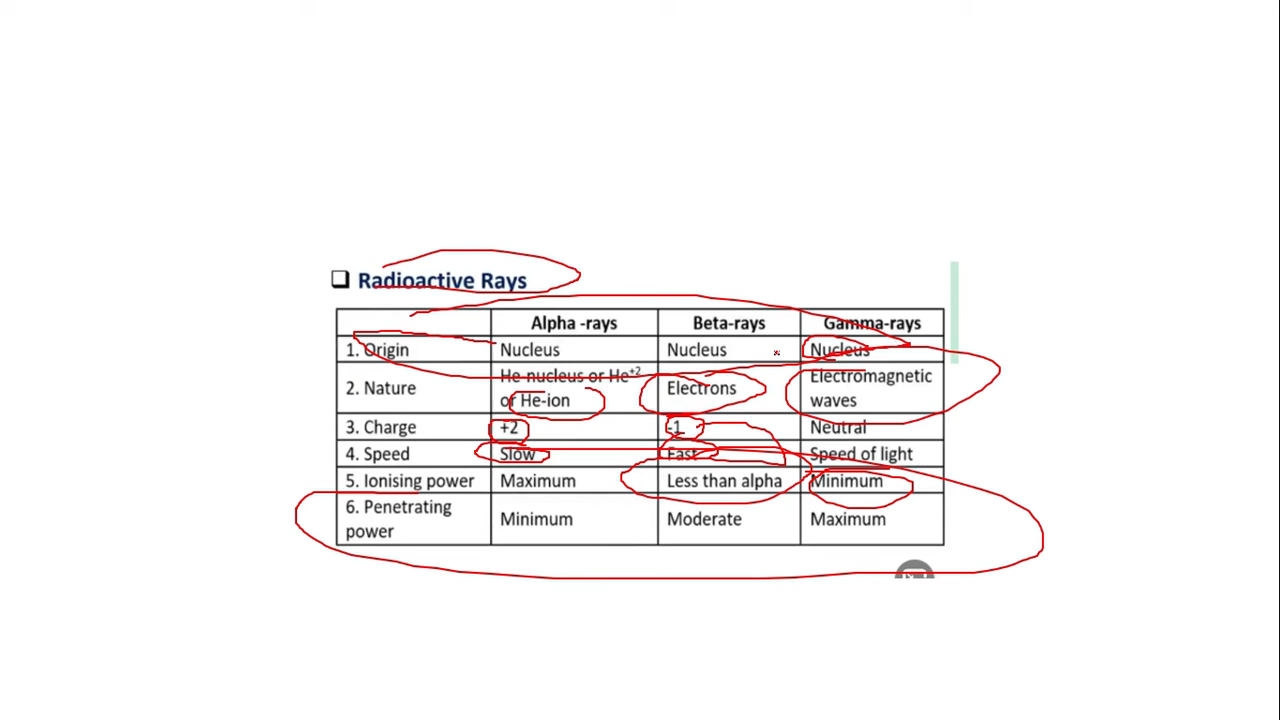 Radioactive Rays
Alpha -rays Beta-rays Gamma-rays
1. Origin Nucleus Nucleus Nucleus
2. Nature He-nucleus or He+2 or He-ion Electrons Electromagnetic waves
3. Charge +2 -1 Neutral
4. Speed Slow Fast Speed of light
5. Ionising power Maximum Less than alpha Minimum
6. Penetrating power Minimum Moderate Maximum